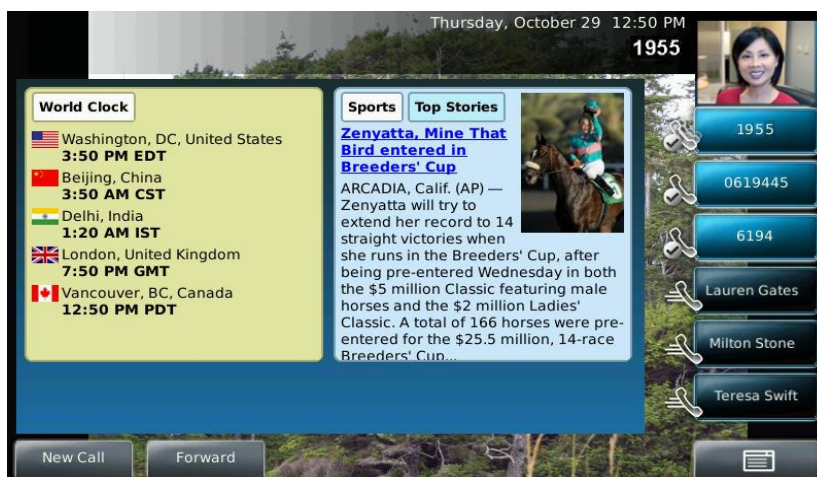 Thursday, October 29 12:50 PM
1955
World Clock
Washington, DC, United States
3:50 PM EDT
Beijing, China
3:50 AM CST
Delhi, India
1:20 AM IST
London, United Kingdom
7:50 PM GMT
Vancouver, BC, Canada
12:50 PM PDT
Sports Top Stories
Zenyatta, Mine That
Bird entered in
Breeders' Cup
ARCADIA, Calif. (AP) —
Zenyatta will try to
extend her record to 14
straight victories when
she runs in the Breeders' Cup, after
being pre-entered Wednesday in both
the $5 million Classic featuring male
horses and the $2 million Ladies'
Classic. A total of 166 horses were pre-
entered for the $25.5 million, 14-race
Breeders' Cup...
1955
0619445
6194
Lauren Gates
Milton Stone
Teresa Swift
New Call Forward